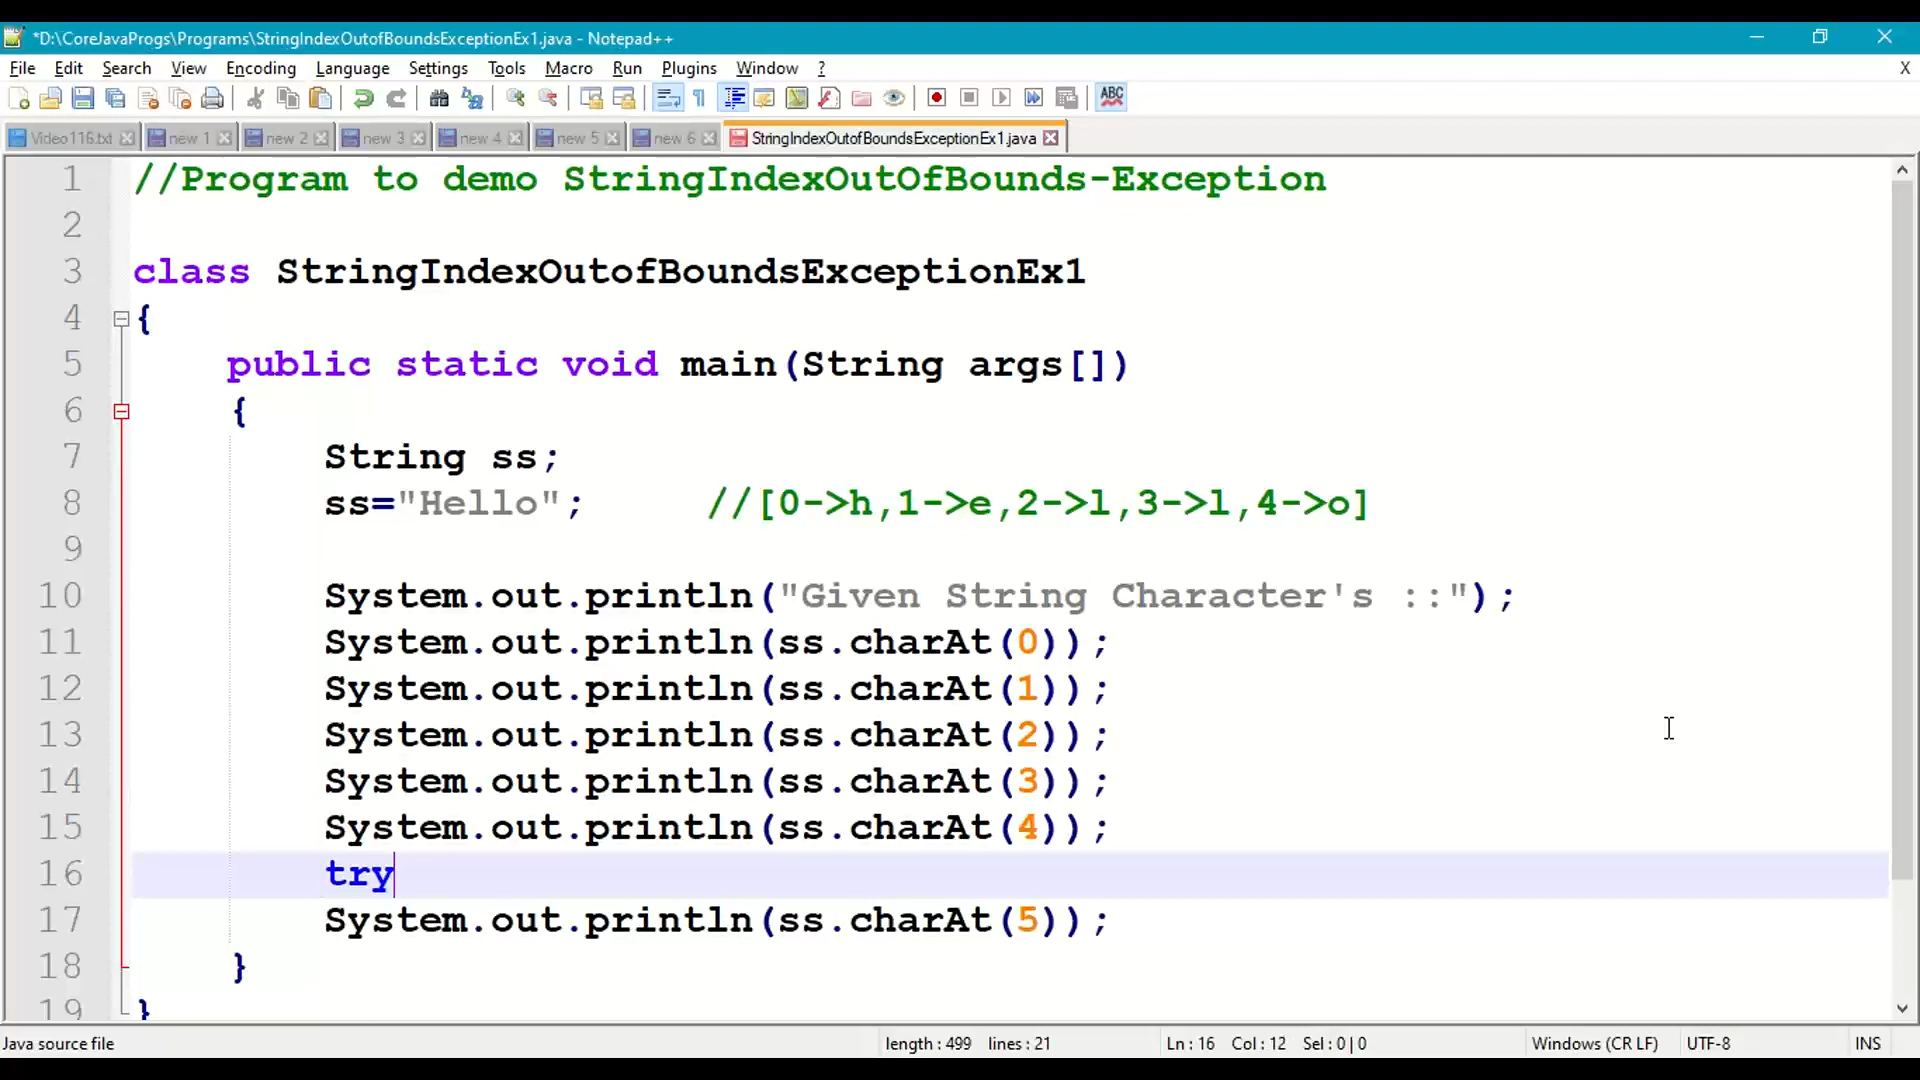 *D:\CoreJavaProgs\Programs\StringIndexOutofBoundsExceptionEx1.java - Notepad++
File Edit Search View Encoding Language Settings Tools Macro Run Plugins Window ? X
ABC
Video116.txt new 1 new 2 new 3 new 4 new 5 new 6 StringIndexOutofBoundsExceptionEx1.java
1 //Program to demo StringIndexOutOfBounds-Exception
2
3 class StringIndexOutofBoundsExceptionEx1
4 {
5 public static void main(String args[])
6 {
7 String ss;
8 ss="Hello"; //[0->h,1->e,2->l,3->l,4->o]
9
10 System.out.println("Given String Character's ::");
11 System.out.println(ss.charAt(0));
12 System.out.println(ss.charAt(1));
13 System.out.println(ss.charAt(2));
14 System.out.println(ss.charAt(3));
15 System.out.println(ss.charAt(4));
16 try
17 System.out.println(ss.charAt(5));
18 }
19 }
Java source file length : 499 lines : 21 Ln : 16 Col : 12 Sel : 0 | 0 Windows (CR LF) UTF-8 INS